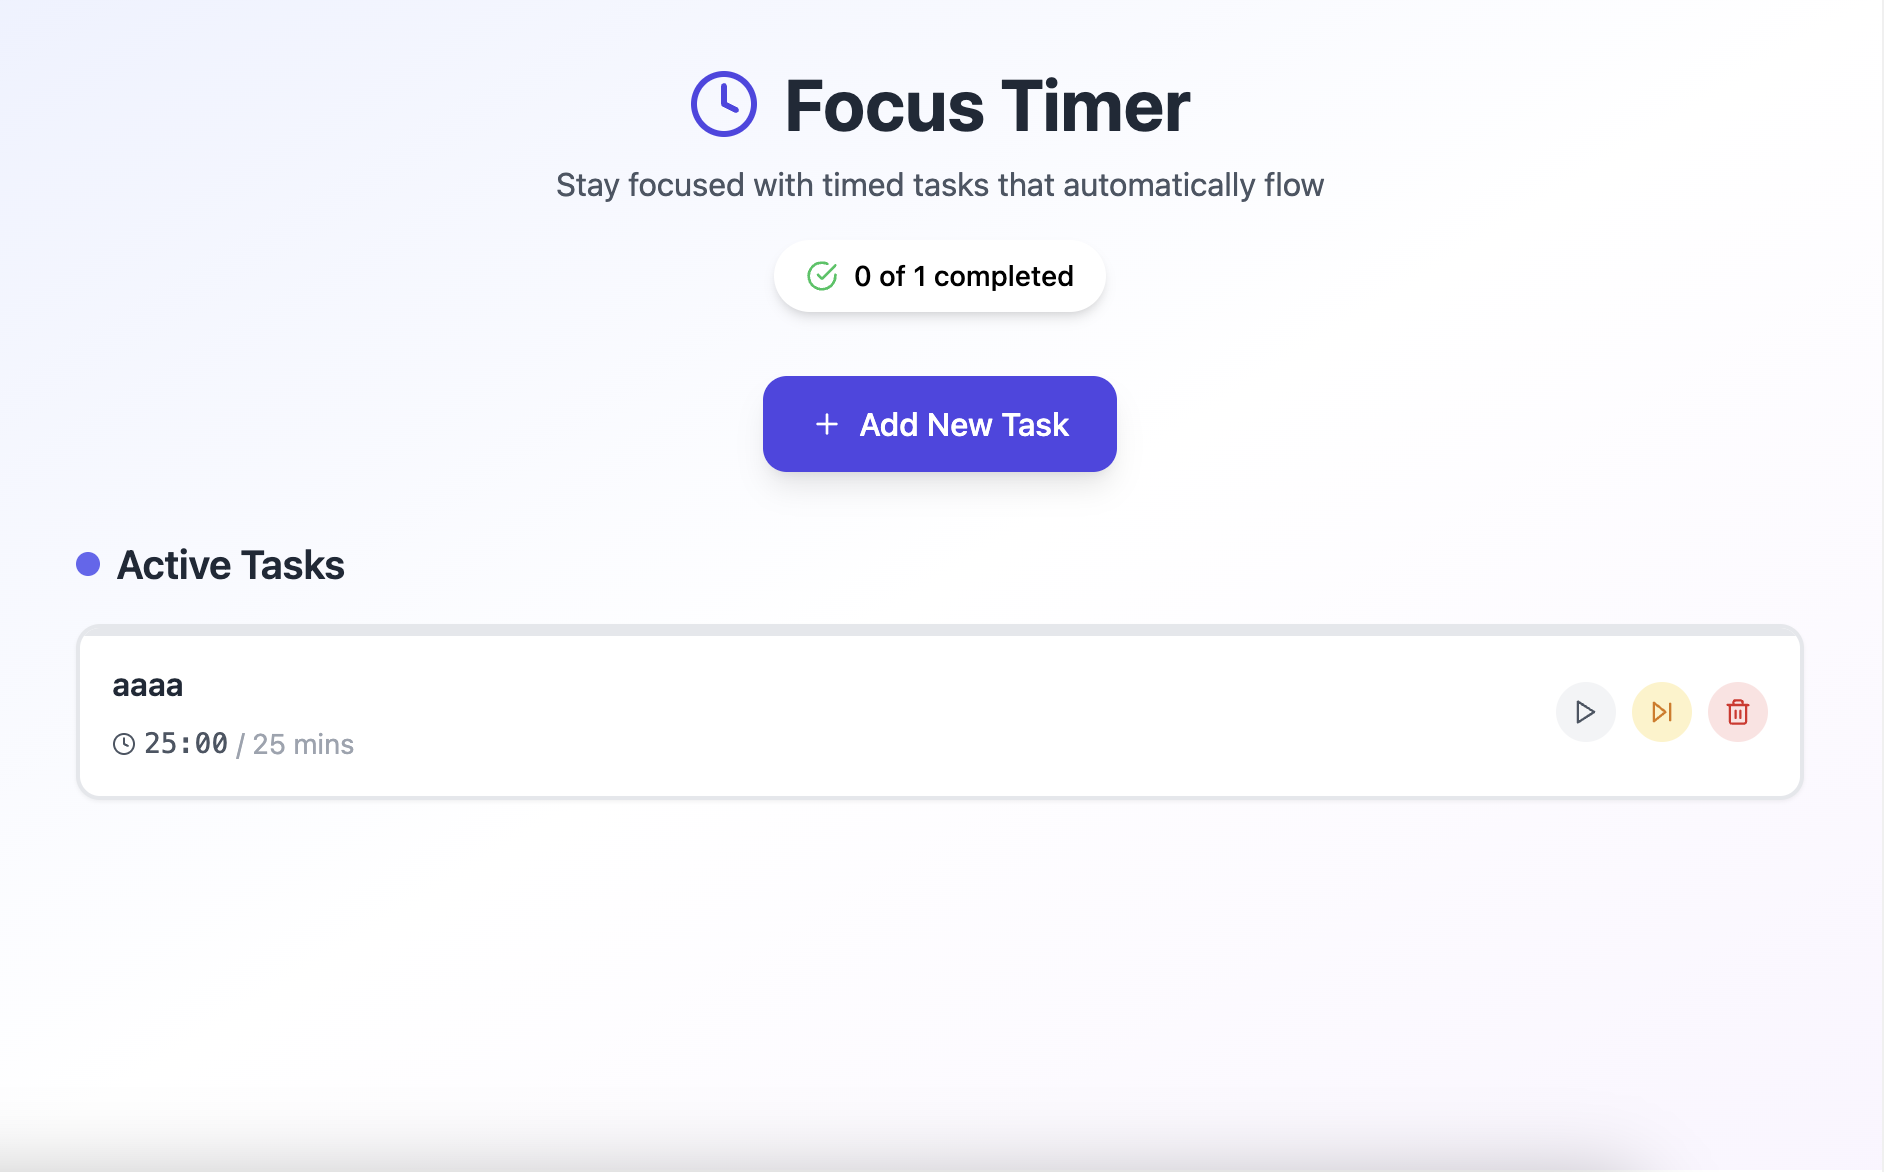 Focus Timer
Stay focused with timed tasks that automatically flow
0 of 1 completed
Add New Task
Active Tasks
aaaa
25:00 / 25 mins